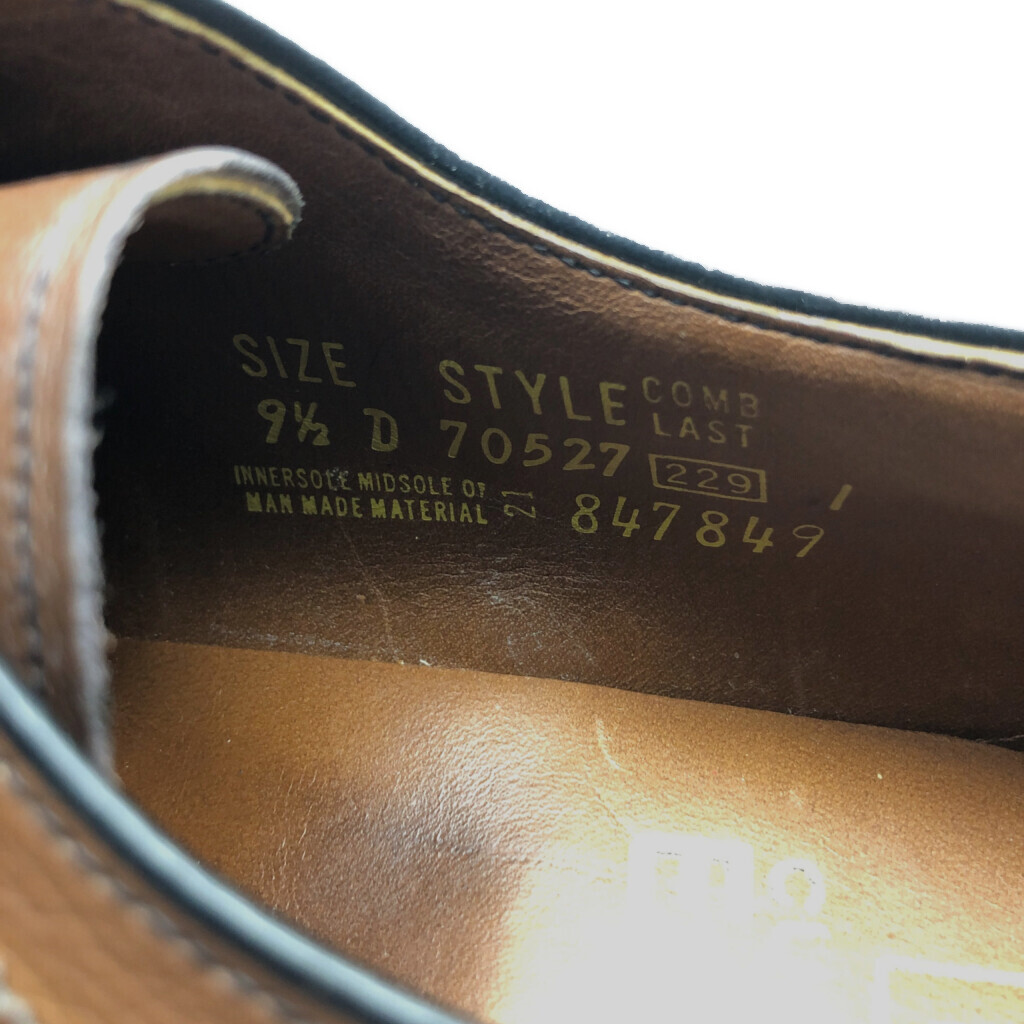 SIZE STYLE COMB LAST
9½ D 70527 229 1
INNERSOLE MIDSOLE OF
MAN MADE MATERIAL 21 847849